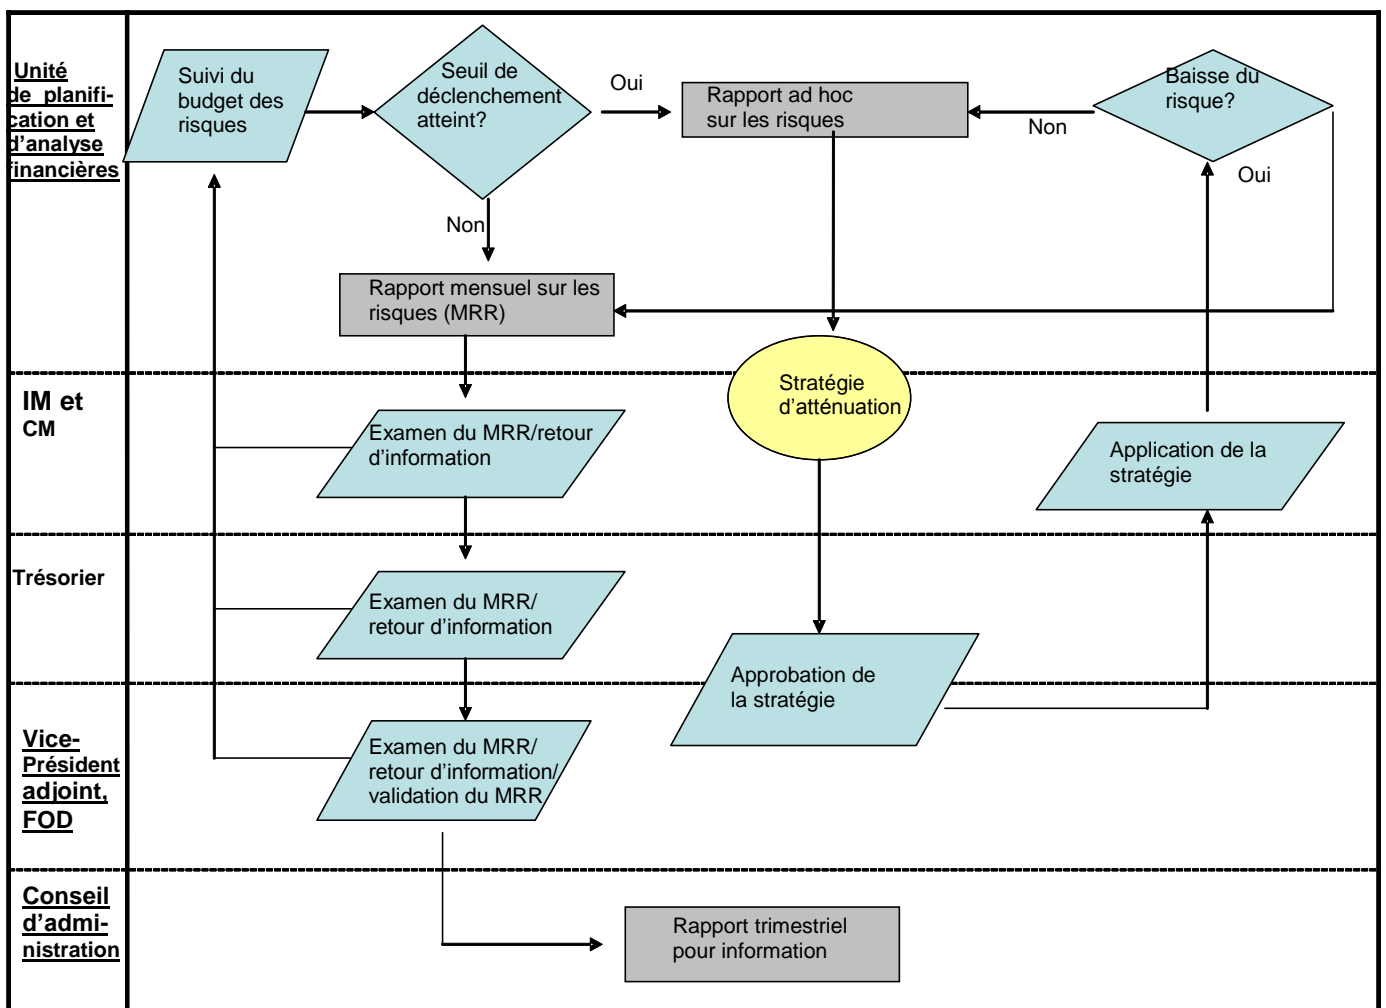 Unité
de planifi-
cation et
d'analyse
financières
Suivi du
budget des
risques
Seuil de
déclenchement
atteint?
Oui
Rapport ad hoc
sur les risques
Non
Baisse du
risque?
Oui
Non
Rapport mensuel sur les
risques (MRR)
IM et
CM
Examen du MRR/retour
d'information
Stratégie
d'atténuation
Application de la
stratégie
Trésorier
Examen du MRR/
retour d'information
Approbation de
la stratégie
Vice-
Président
adjoint,
FOD
Examen du MRR/
retour d'information/
validation du MRR
Conseil
d'admi-
nistration
Rapport trimestriel
pour information